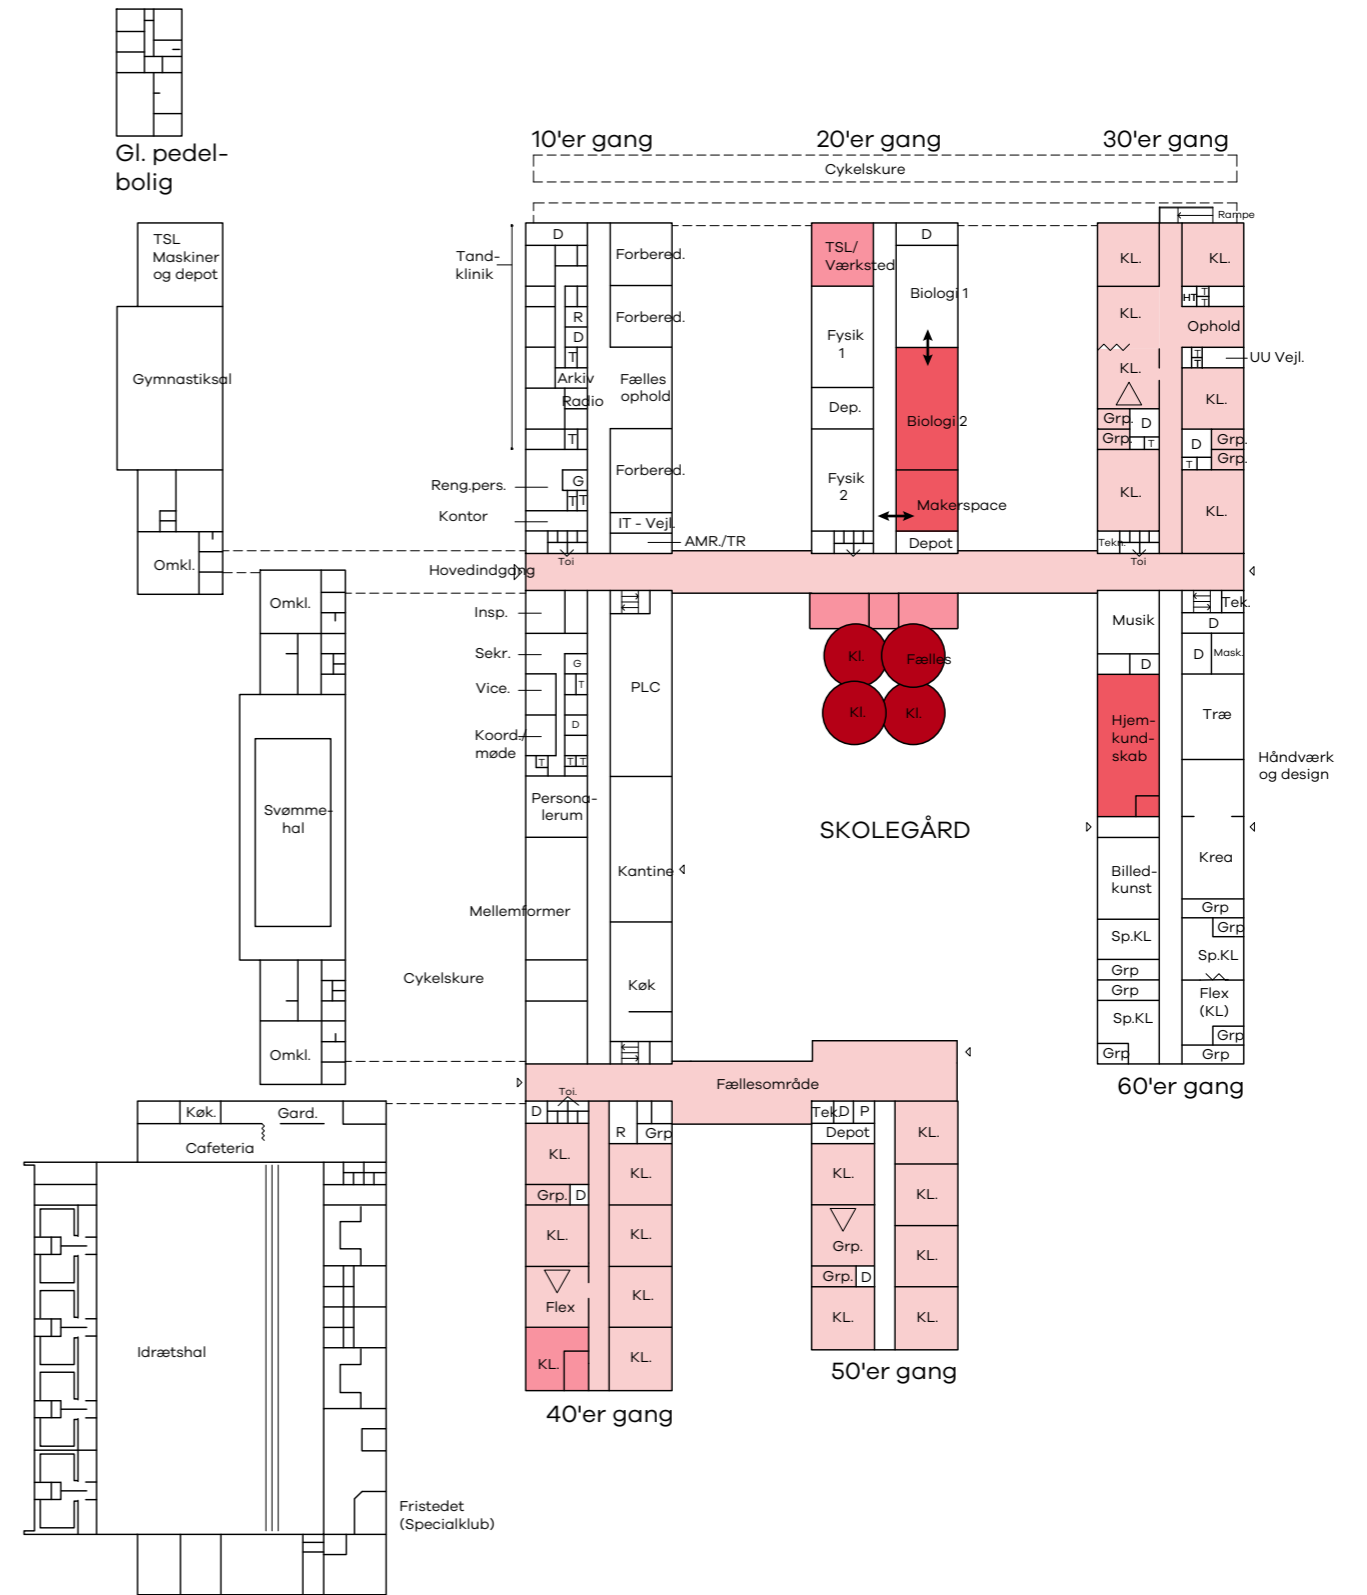 Gl. pedel-
bolig
10'er gang
20'er gang
30'er gang
Cykelskure
Rampe
TSL
Maskiner
og depot
Gymnastiksal
Omkl.
Tand-
klinik
D
R
D
T
Arkiv
Radio
T
Reng.pers.
G
T T
Kontor
Forbered.
Forbered.
Fælles
ophold
Forbered.
IT - Vejl.
AMR./TR
TSL/
Værksted
D
Biologi 1
Fysik
1
Dep.
Biologi 2
Fysik
2
Makerspace
Depot
KL.
KL.
KL.
HT
T
T
Ophold
KL.
T
T
UU Vejl.
KL.
Grp.
D
Grp.
T
D
Grp.
T
Grp.
KL.
KL.
Tekn.
Toi
Toi
Hovedindgang
Omkl.
Insp.
Sekr.
G
Vice.
T
Koord./
møde
D
T
T T
PLC
Persona-
lerum
Kantine
Mellemformer
Køk
Kl.
Fælles
Kl.
Kl.
SKOLEGÅRD
Musik
D
Tek.
D
D
Mask.
Hjem-
kund-
skab
Træ
Håndværk
og design
Billed-
kunst
Krea
Grp
Grp
Sp.KL
Sp.KL
Grp
Grp
Flex
(KL)
Sp.KL
Grp
Grp
Grp
60'er gang
Svømme-
hal
Cykelskure
Omkl.
Fællesområde
Toi.
D
R
Grp
KL.
KL.
Grp.
D
KL.
KL.
Flex
KL.
KL.
KL.
40'er gang
Tek.
D
P
Depot
KL.
KL.
KL.
Grp.
KL.
Grp.
D
KL.
KL.
50'er gang
Køk.
Gard.
Cafeteria
Idrætshal
Fristedet
(Specialklub)